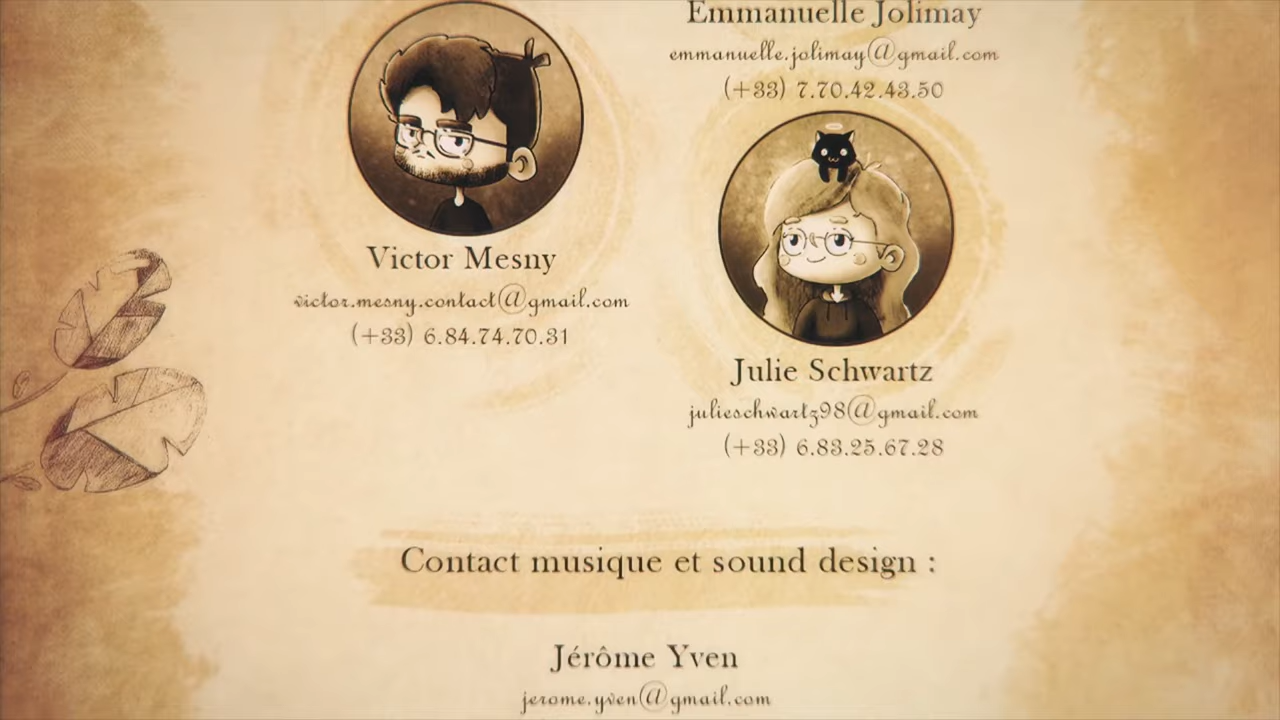 Emmanuelle Jolimay
emmanuelle.jolimay@gmail.com
(+33) 7.70.42.43.50
Victor Mesny
victor.mesny.contact@gmail.com
(+33) 6.84.74.70.31
Julie Schwartz
julieschwartz98@gmail.com
(+33) 6.83.25.67.28
Contact musique et sound design :
Jérôme Yven
jerome.yven@gmail.com